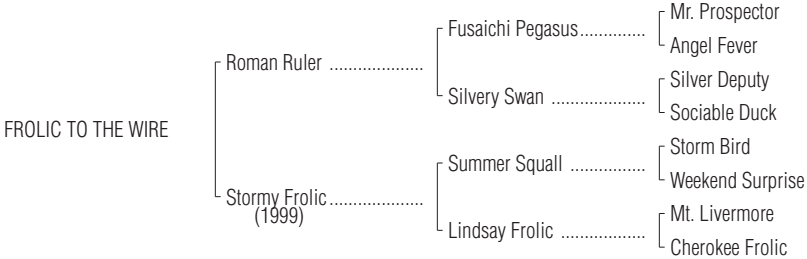 Mr. Prospector
Fusaichi Pegasus..............
Angel Fever
Roman Ruler ....................
Silver Deputy
Silvery Swan ....................
Sociable Duck
FROLIC TO THE WIRE
Storm Bird
Summer Squall ................
Weekend Surprise
Stormy Frolic....................
(1999)
Mt. Livermore
Lindsay Frolic ..................
Cherokee Frolic